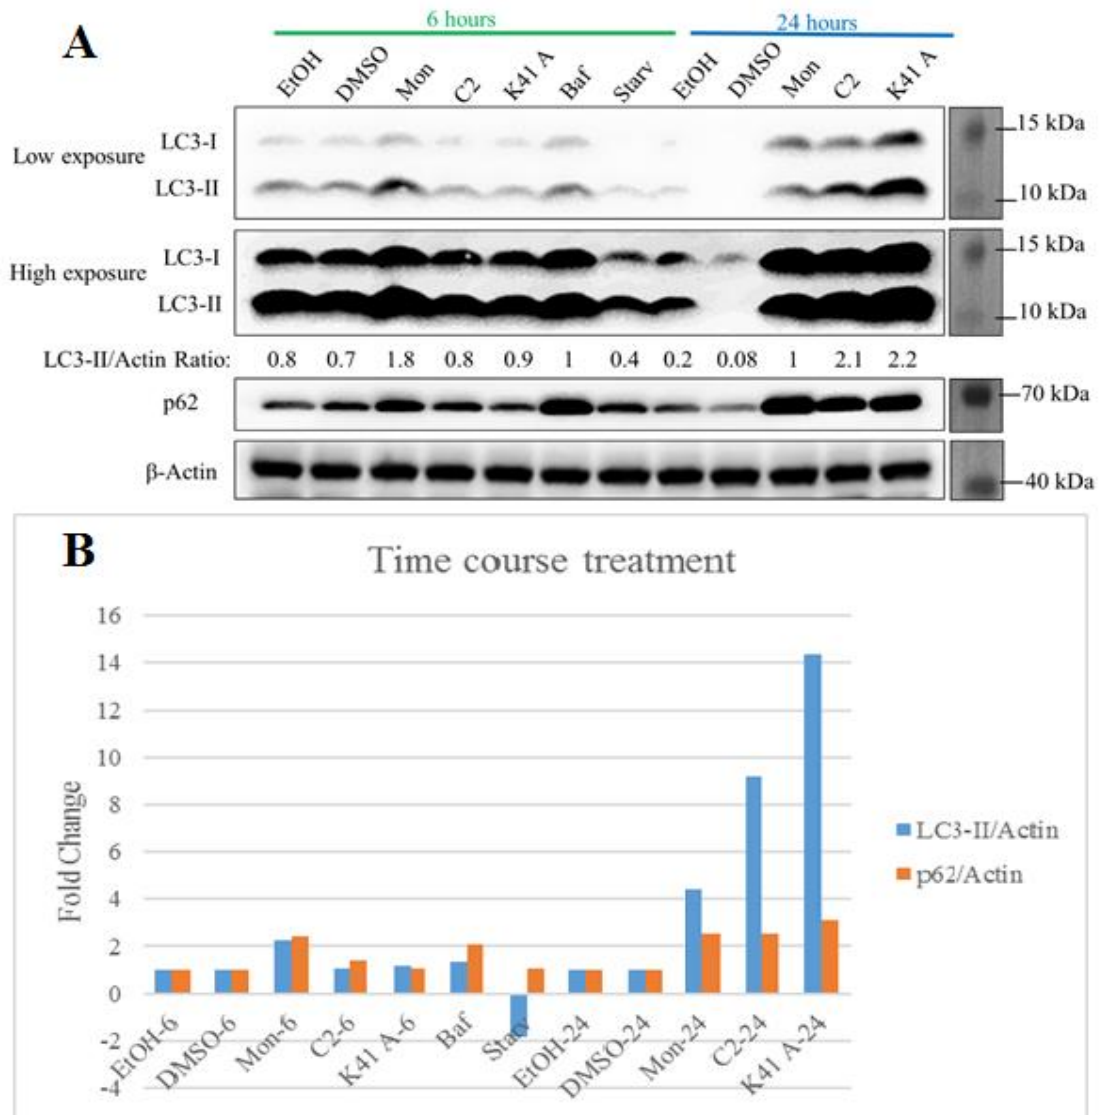 A
6 hours
24 hours
EtOH DMSO Mon C2 K41 A Baf Starv EtOH DMSO Mon C2 K41 A
Low exposure
LC3-I
LC3-II
15 kDa
10 kDa
High exposure
LC3-I
LC3-II
15 kDa
10 kDa
LC3-II/Actin Ratio: 0.8 0.7 1.8 0.8 0.9 1 0.4 0.2 0.08 1 2.1 2.2
p62
70 kDa
β-Actin
40 kDa
B
Time course treatment
Fold Change
16
14
12
10
8
6
4
2
0
-2
-4
EtOH-6 DMSO-6 Mon-6 C2-6 K41 A-6 Baf Starv EtOH-24 DMSO-24 Mon-24 C2-24 K41 A-24
LC3-II/Actin
p62/Actin